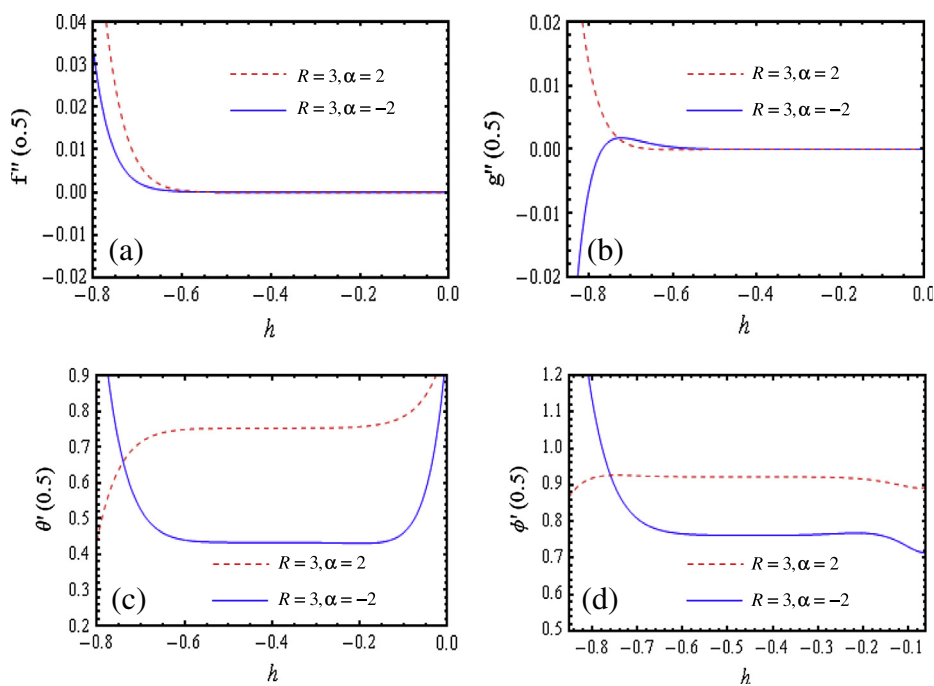 0.04
0.03
0.02
0.01
0.00
−0.01
−0.02
f'' (o.5)
R = 3, α = 2
R = 3, α = −2
(a)
−0.8
−0.6
−0.4
−0.2
0.0
h
0.02
0.01
0.00
−0.01
−0.02
g'' (0.5)
R = 3, α = 2
R = 3, α = −2
(b)
−0.8
−0.6
−0.4
−0.2
0.0
h
0.9
0.8
0.7
0.6
0.5
0.4
0.3
0.2
θ' (0.5)
R = 3, α = 2
R = 3, α = −2
(c)
−0.8
−0.6
−0.4
−0.2
0.0
h
1.2
1.1
1.0
0.9
0.8
0.7
0.6
0.5
ϕ' (0.5)
R = 3, α = 2
R = 3, α = −2
(d)
−0.8
−0.7
−0.6
−0.5
−0.4
−0.3
−0.2
−0.1
h